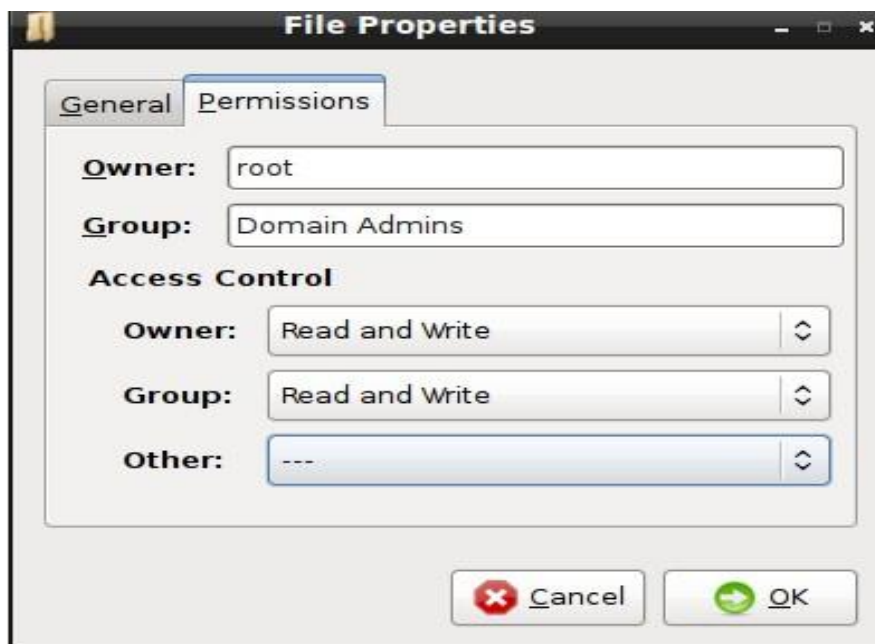 File Properties
General Permissions
Owner: root
Group: Domain Admins
Access Control
Owner: Read and Write
Group: Read and Write
Other: ---
Cancel OK